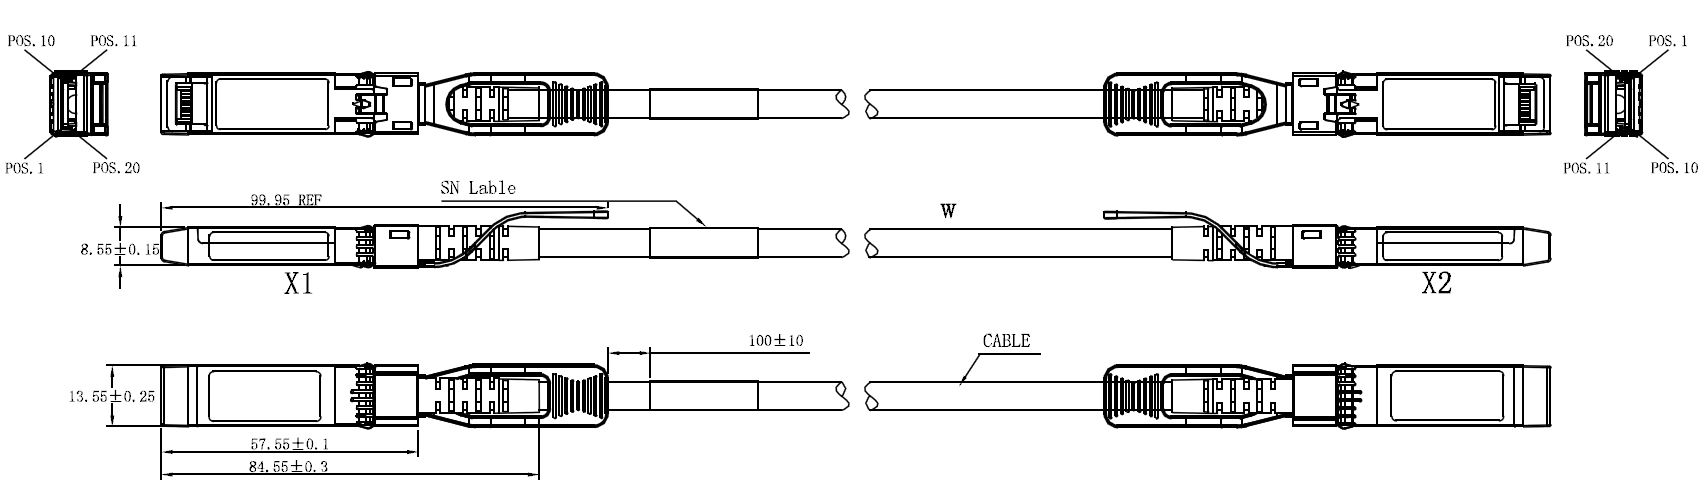 POS.10 POS.11 POS.20 POS.1
POS.1 POS.20 POS.11 POS.10
SN Lable
99.95 REF
W
8.55±0.15
X1 X2
100±10 CABLE
13.55±0.25
57.55±0.1
84.55±0.3